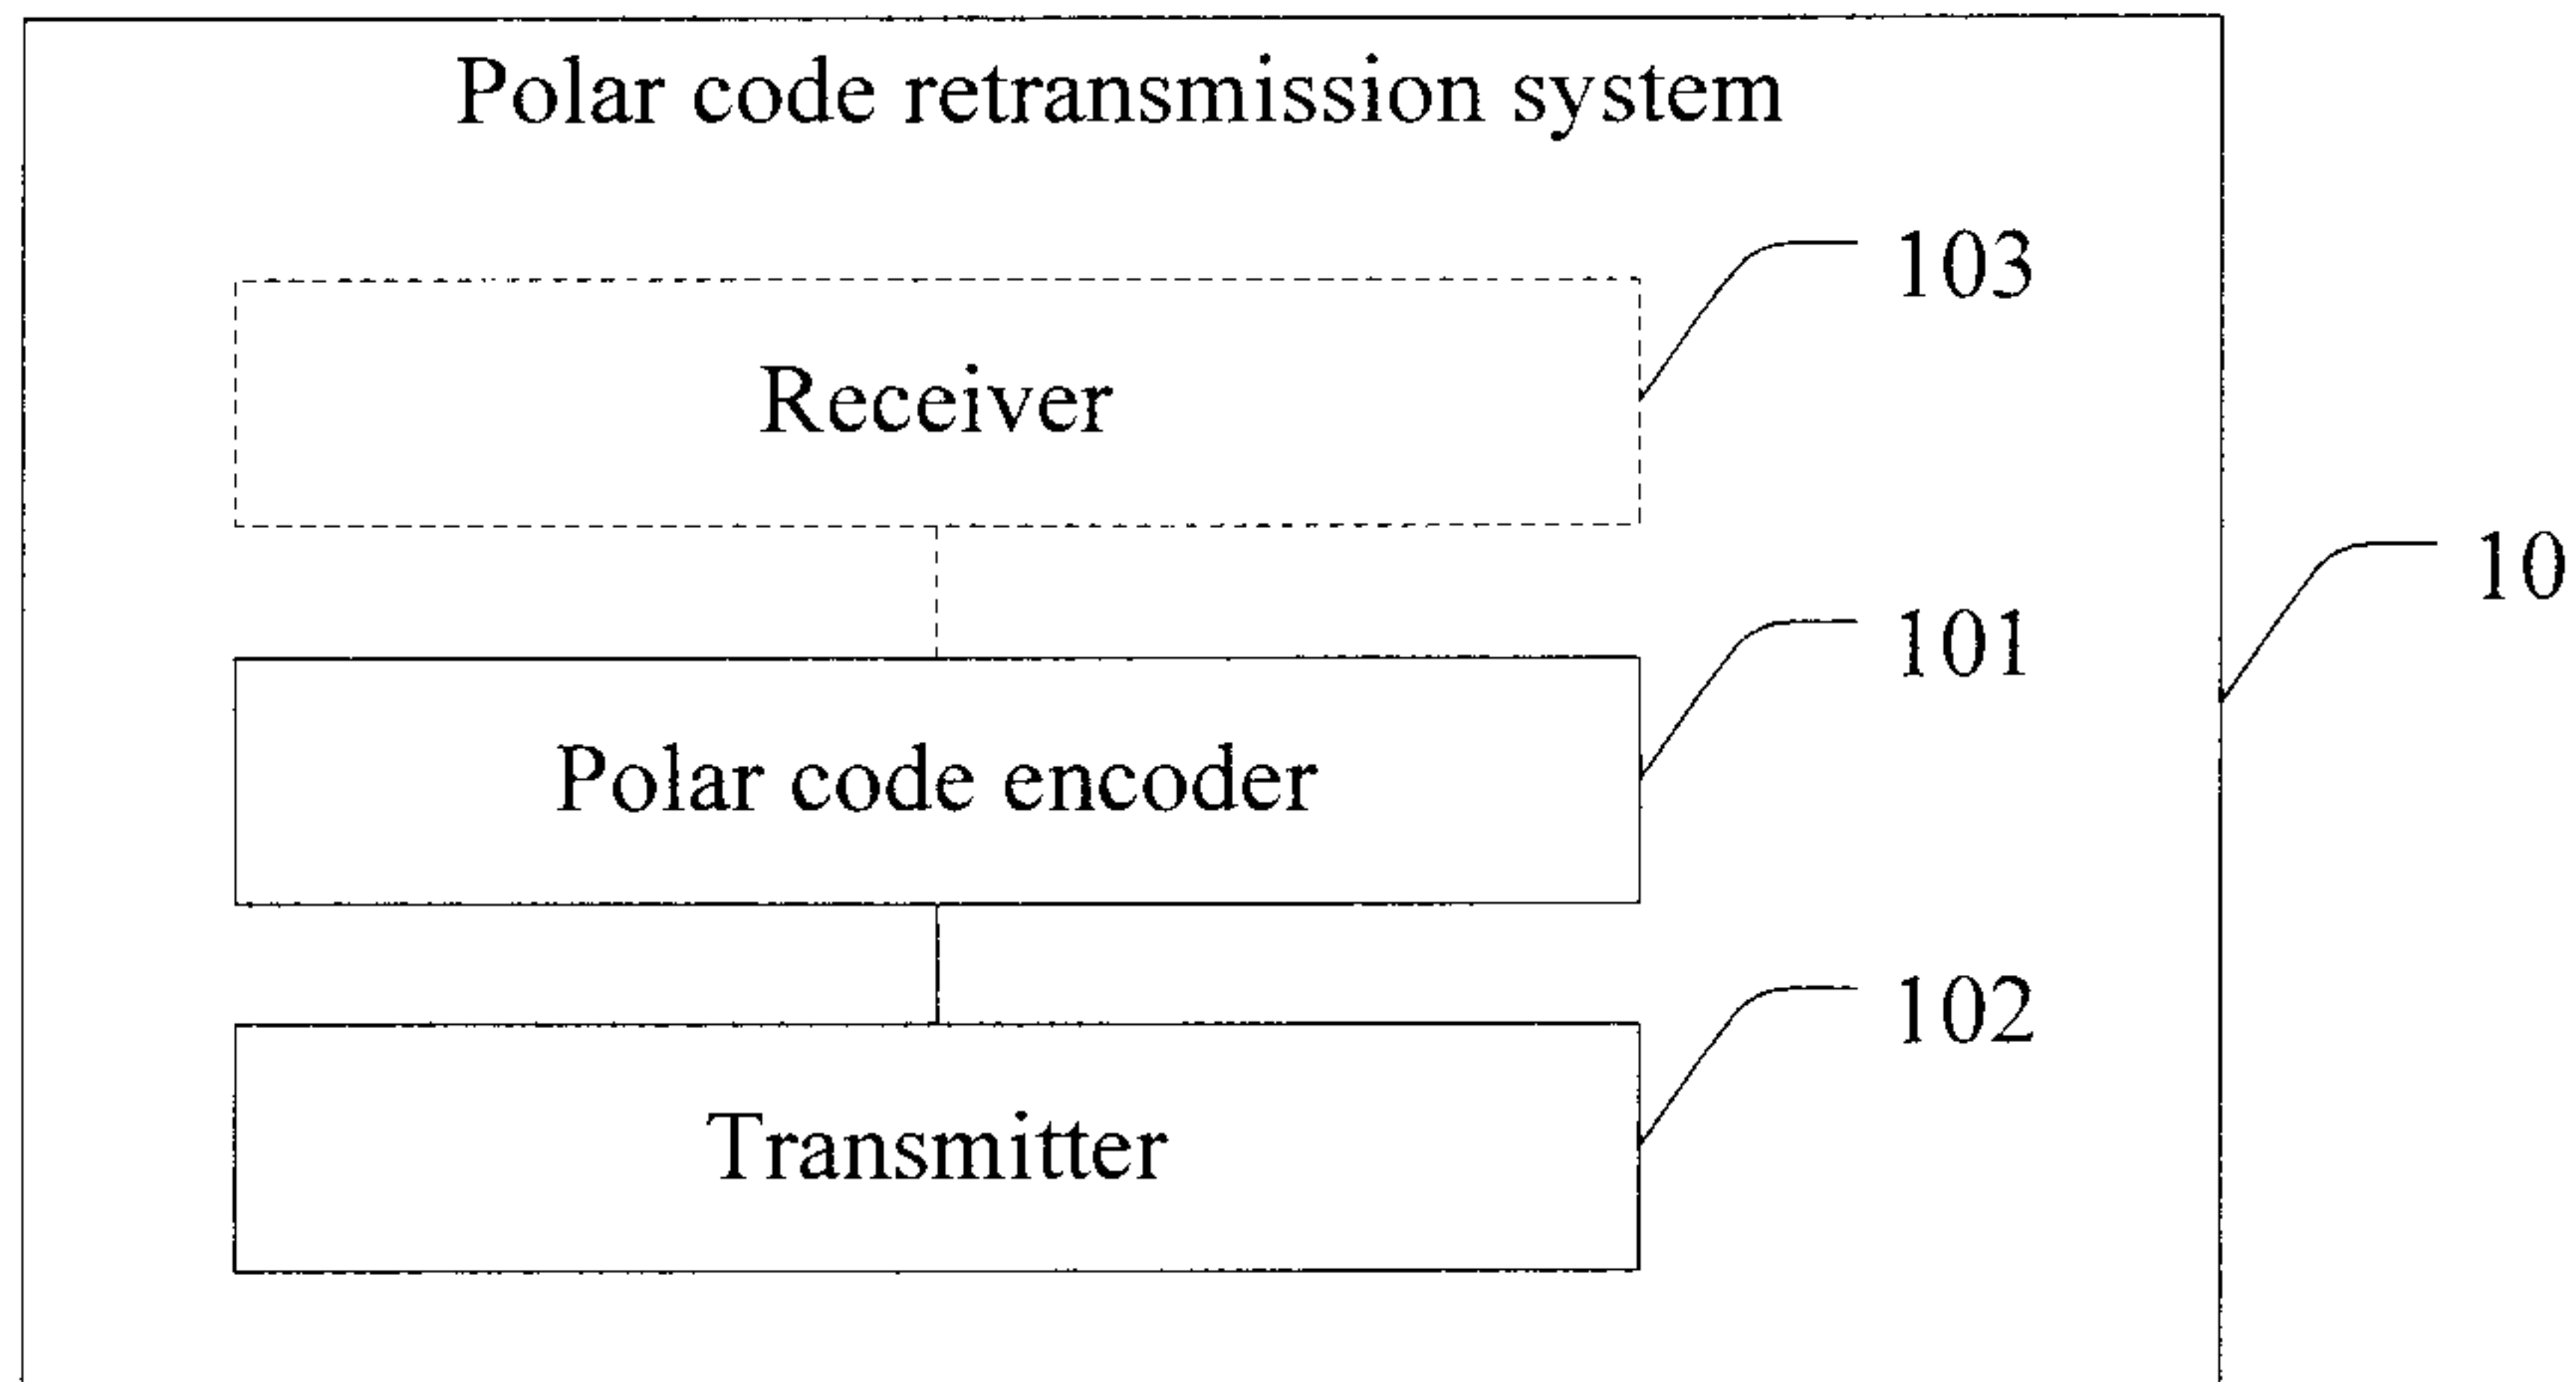 Polar code retransmission system
103
Receiver
10
101
Polar code encoder
102
Transmitter